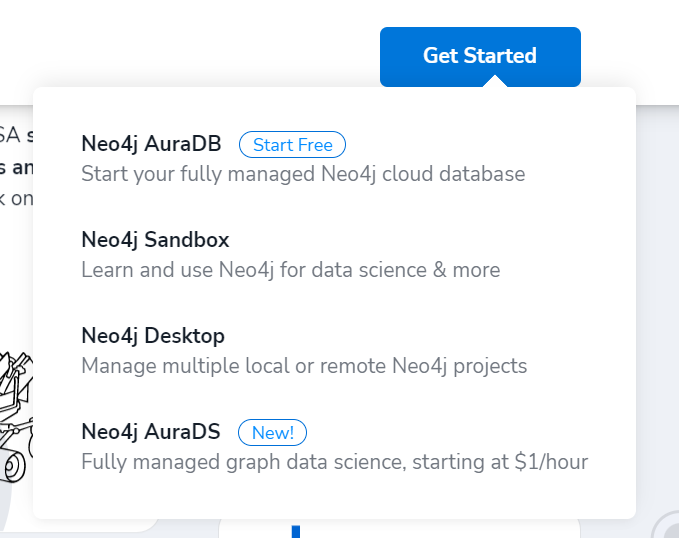 Get Started
SA s
s an
k on
Neo4j AuraDB Start Free
Start your fully managed Neo4j cloud database
Neo4j Sandbox
Learn and use Neo4j for data science & more
Neo4j Desktop
Manage multiple local or remote Neo4j projects
Neo4j AuraDS New!
Fully managed graph data science, starting at $1/hour